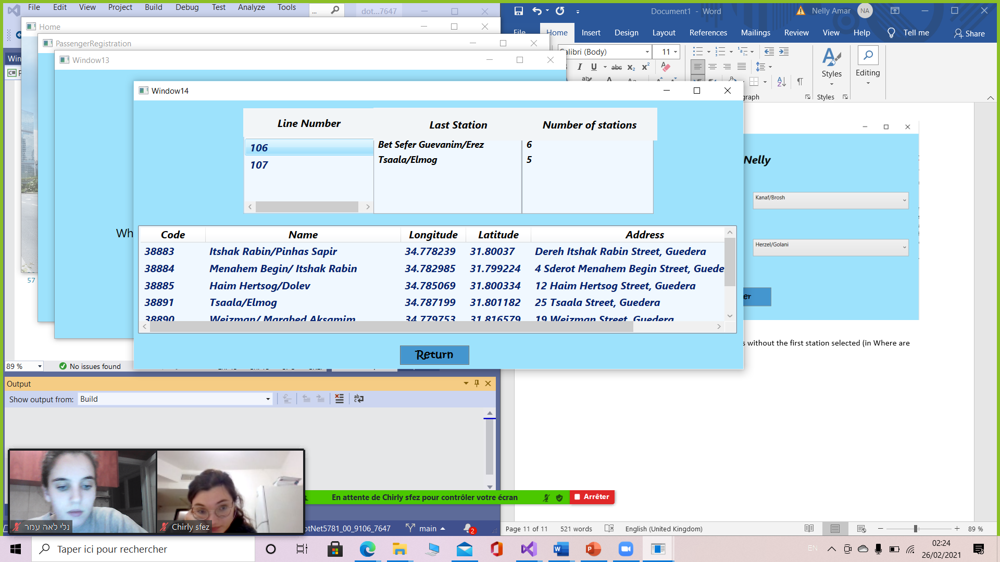 File Edit View Project Build Debug Test Analyze Tools ... dot...7647
Document1 - Word Nelly Amar NA
Home
PassengerRegistration
Window13
File Home Insert Design Layout References Mailings Review View Help Tell me Share
Calibri (Body) 11
Styles Editing
Styles
Window14
Line Number Last Station Number of stations
106 Bet Sefer Guevanim/Erez 6
107 Tsaala/Elmog 5
Code Name Longitude Latitude Address
38883 Itshak Rabin/Pinhas Sapir 34.778239 31.80037 Dereh Itshak Rabin Street, Guedera
38884 Menahem Begin/ Itshak Rabin 34.782985 31.799224 4 Sderot Menahem Begin Street, Guede
38885 Haim Hertsog/Dolev 34.785069 31.800334 12 Haim Hertsog Street, Guedera
38891 Tsaala/Elmog 34.787199 31.801182 25 Tsaala Street, Guedera
38890 Weizman/ Marabed Aksamim 34.779753 31.816579 19 Weizman Street, Guedera
Return
Wh
57
Nelly
Kanaf/Brosh
Herzel/Golani
er
s without the first station selected (in Where are
89 % No issues found
Output
Show output from: Build
נלי לאה עמר
Chirly sfez
En attente de Chirly sfez pour contrôler votre écran Arrêter
otNet5781_00_9106_7647 main 2
Page 11 of 11 521 words English (United Kingdom) 89 %
Taper ici pour rechercher
EN
02:24
26/02/2021